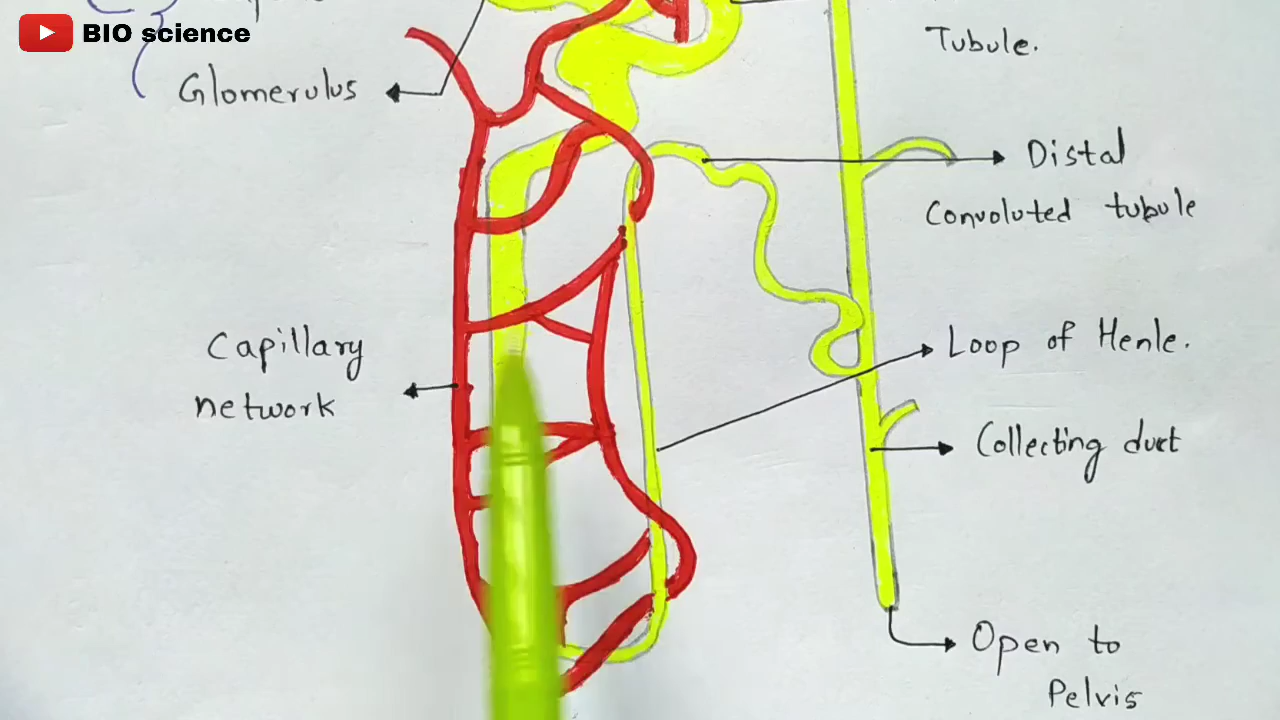 BIO science
Glomerulus
Tubule.
Distal
Convoluted tubule
Capillary
network
Loop of Henle.
Collecting duct
Open to
Pelvis